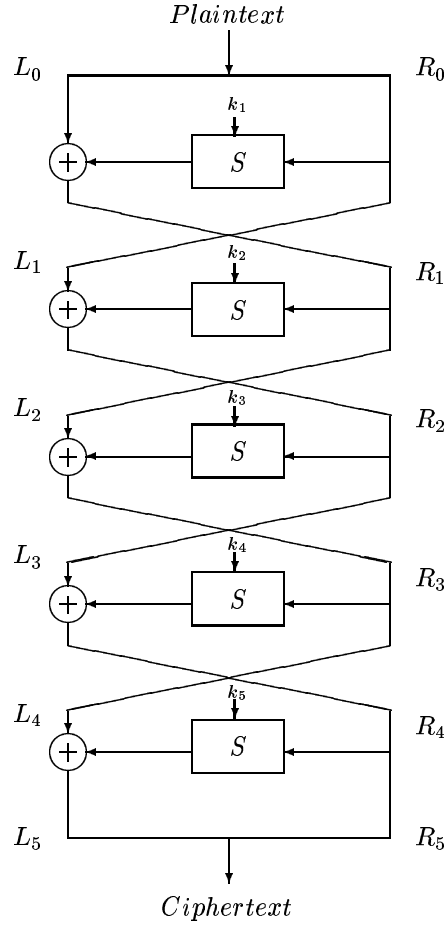 Plaintext
L₀ R₀
k₁
+ S
L₁ R₁
k₂
+ S
L₂ R₂
k₃
+ S
L₃ R₃
k₄
+ S
L₄ R₄
k₅
+ S
L₅ R₅
Ciphertext